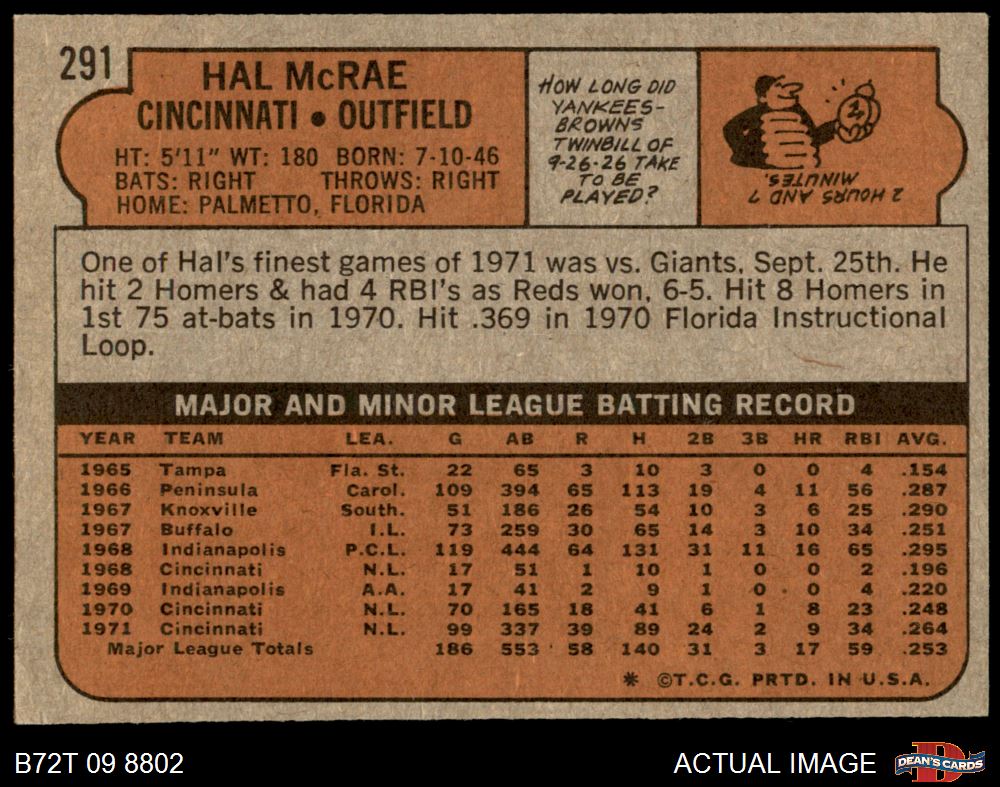 291
HAL McRAE
CINCINNATI • OUTFIELD
HT: 5'11" WT: 180 BORN: 7-10-46
BATS: RIGHT THROWS: RIGHT
HOME: PALMETTO, FLORIDA
HOW LONG DID
YANKEES-
BROWNS
TWINBILL OF
9-26-26 TAKE
TO BE
PLAYED?
2 HOURS AND 7
MINUTES.
One of Hal's finest games of 1971 was vs. Giants, Sept. 25th. He
hit 2 Homers & had 4 RBI's as Reds won, 6-5. Hit 8 Homers in
1st 75 at-bats in 1970. Hit .369 in 1970 Florida Instructional
Loop.
MAJOR AND MINOR LEAGUE BATTING RECORD
YEAR TEAM LEA. G AB R H 2B 3B HR RBI AVG.
1965 Tampa Fla. St. 22 65 3 10 3 0 0 4 .154
1966 Peninsula Carol. 109 394 65 113 19 4 11 56 .287
1967 Knoxville South. 51 186 26 54 10 3 6 25 .290
1967 Buffalo I.L. 73 259 30 65 14 3 10 34 .251
1968 Indianapolis P.C.L. 119 444 64 131 31 11 16 65 .295
1968 Cincinnati N.L. 17 51 1 10 1 0 0 2 .196
1969 Indianapolis A.A. 17 41 2 9 1 0 0 4 .220
1970 Cincinnati N.L. 70 165 18 41 6 1 8 23 .248
1971 Cincinnati N.L. 99 337 39 89 24 2 9 34 .264
Major League Totals 186 553 58 140 31 3 17 59 .253
* ©T.C.G. PRTD. IN U.S.A.
B72T 09 8802
ACTUAL IMAGE
DEAN'S CARDS